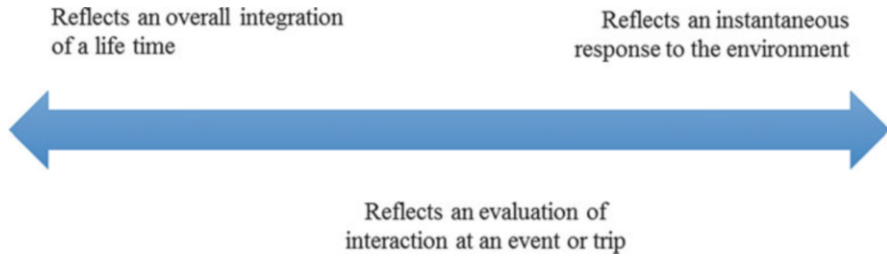 Reflects an overall integration
of a life time
Reflects an instantaneous
response to the environment
Reflects an evaluation of
interaction at an event or trip